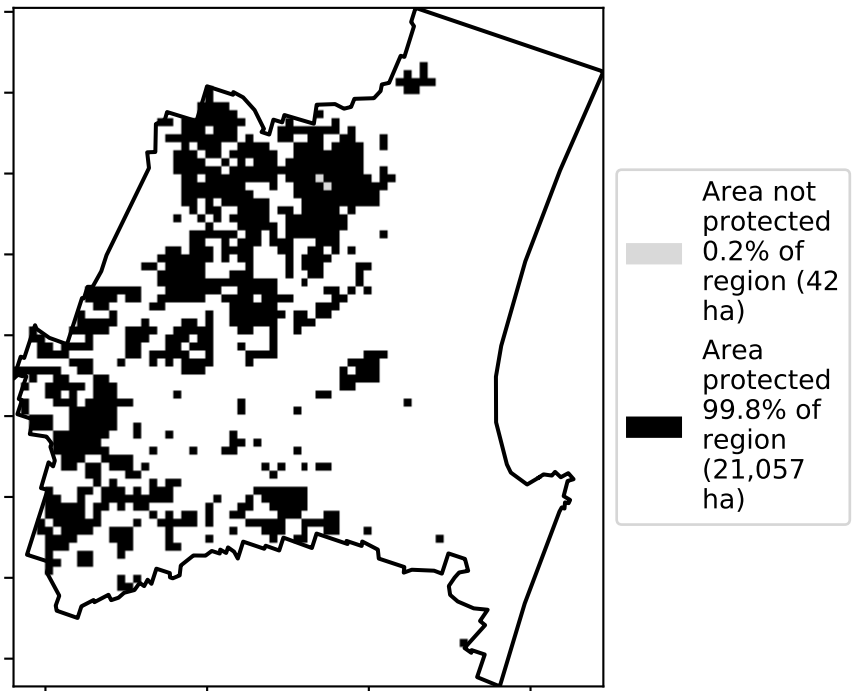 Area not
protected
0.2% of
region (42
ha)
Area
protected
99.8% of
region
(21,057
ha)